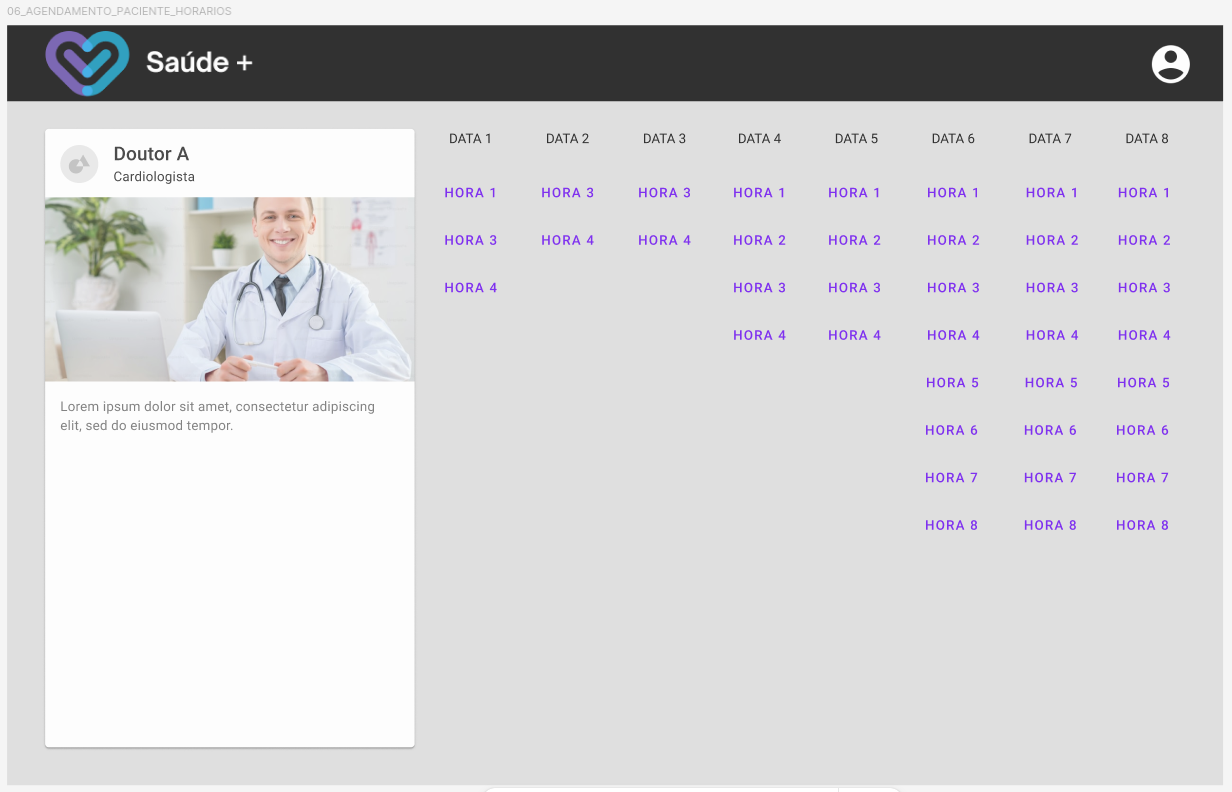 06_AGENDAMENTO_PACIENTE_HORARIOS
Saúde +
Doutor A
Cardiologista
Lorem ipsum dolor sit amet, consectetur adipiscing
elit, sed do eiusmod tempor.
DATA 1 DATA 2 DATA 3 DATA 4 DATA 5 DATA 6 DATA 7 DATA 8
HORA 1 HORA 3 HORA 3 HORA 1 HORA 1 HORA 1 HORA 1 HORA 1
HORA 3 HORA 4 HORA 4 HORA 2 HORA 2 HORA 2 HORA 2 HORA 2
HORA 4 HORA 3 HORA 3 HORA 3 HORA 3 HORA 3
HORA 4 HORA 4 HORA 4 HORA 4 HORA 4
HORA 5 HORA 5 HORA 5
HORA 6 HORA 6 HORA 6
HORA 7 HORA 7 HORA 7
HORA 8 HORA 8 HORA 8